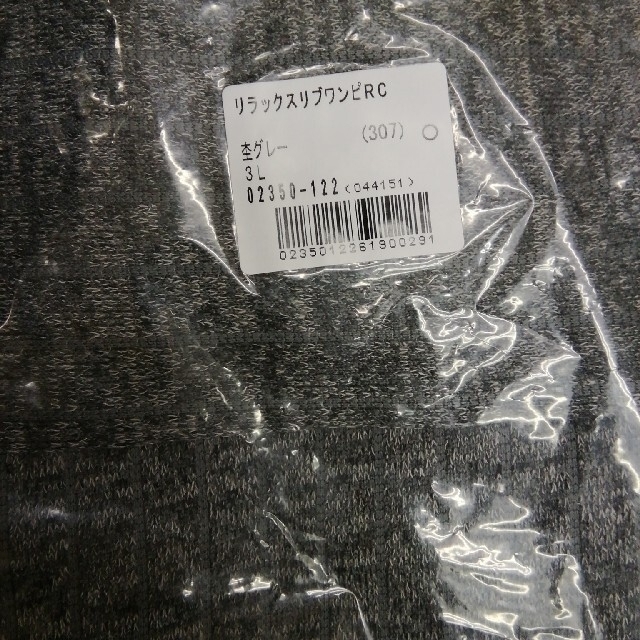 リラックスリブワンピRC
杢グレー (307) ○
3L
02350-122(044151)
0235012261300291